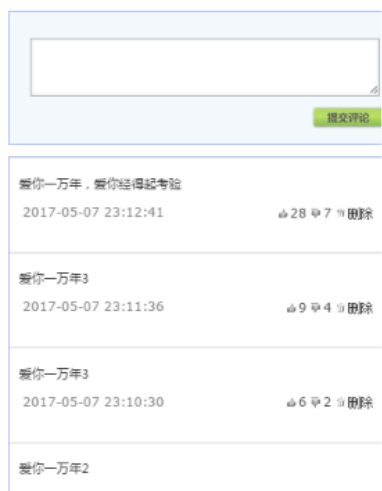 提交评论
爱你一万年，爱你经得起考验
2017-05-07 23:12:41 28 7 删除
爱你一万年3
2017-05-07 23:11:36 9 4 删除
爱你一万年3
2017-05-07 23:10:30 6 2 删除
爱你一万年2